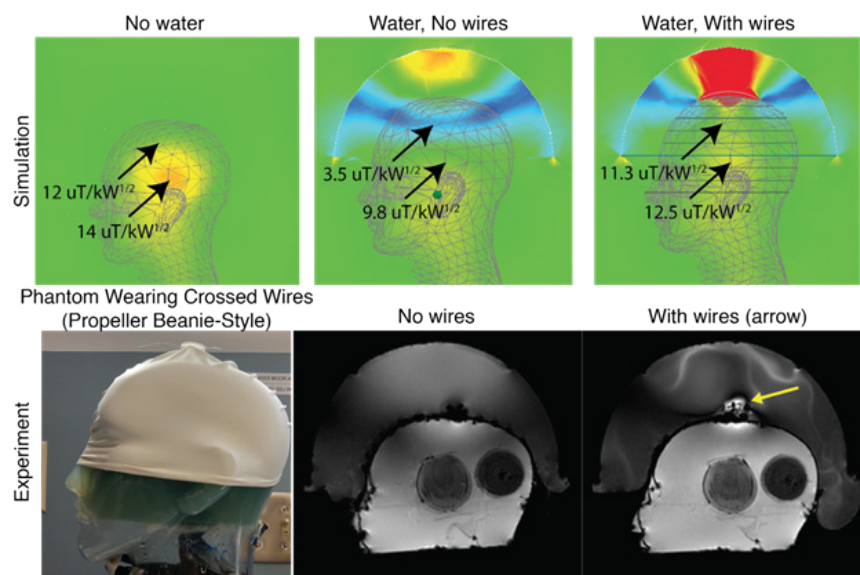 No water
Water, No wires
Water, With wires
Simulation
12 uT/kW1/2
14 uT/kW1/2
3.5 uT/kW1/2
9.8 uT/kW1/2
11.3 uT/kW1/2
12.5 uT/kW1/2
Phantom Wearing Crossed Wires
(Propeller Beanie-Style)
No wires
With wires (arrow)
Experiment